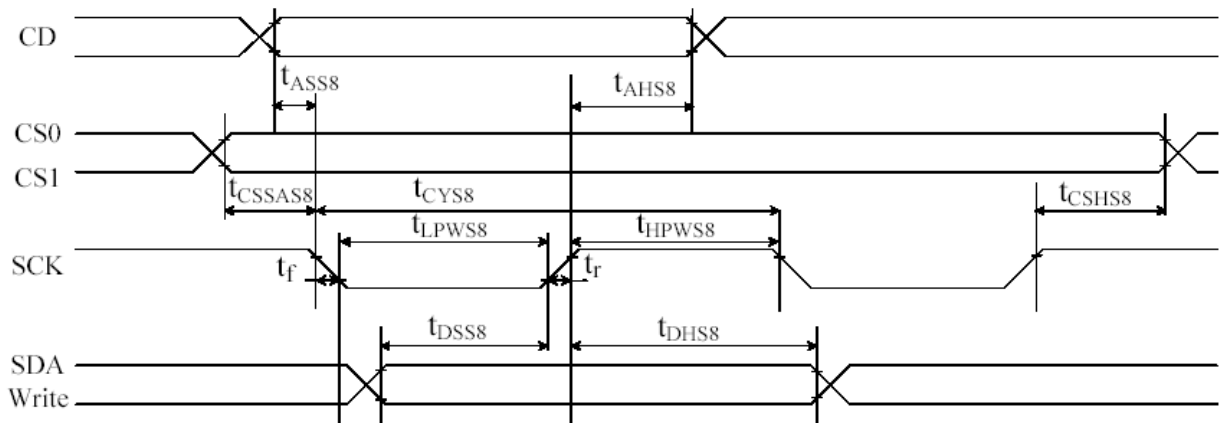 CD
tASS8
tAHS8
CS0
CS1
tCSSAS8
tCYS8
tCSHS8
tLPWS8
tHPWS8
SCK
tf
tr
tDSS8
tDHS8
SDA
Write